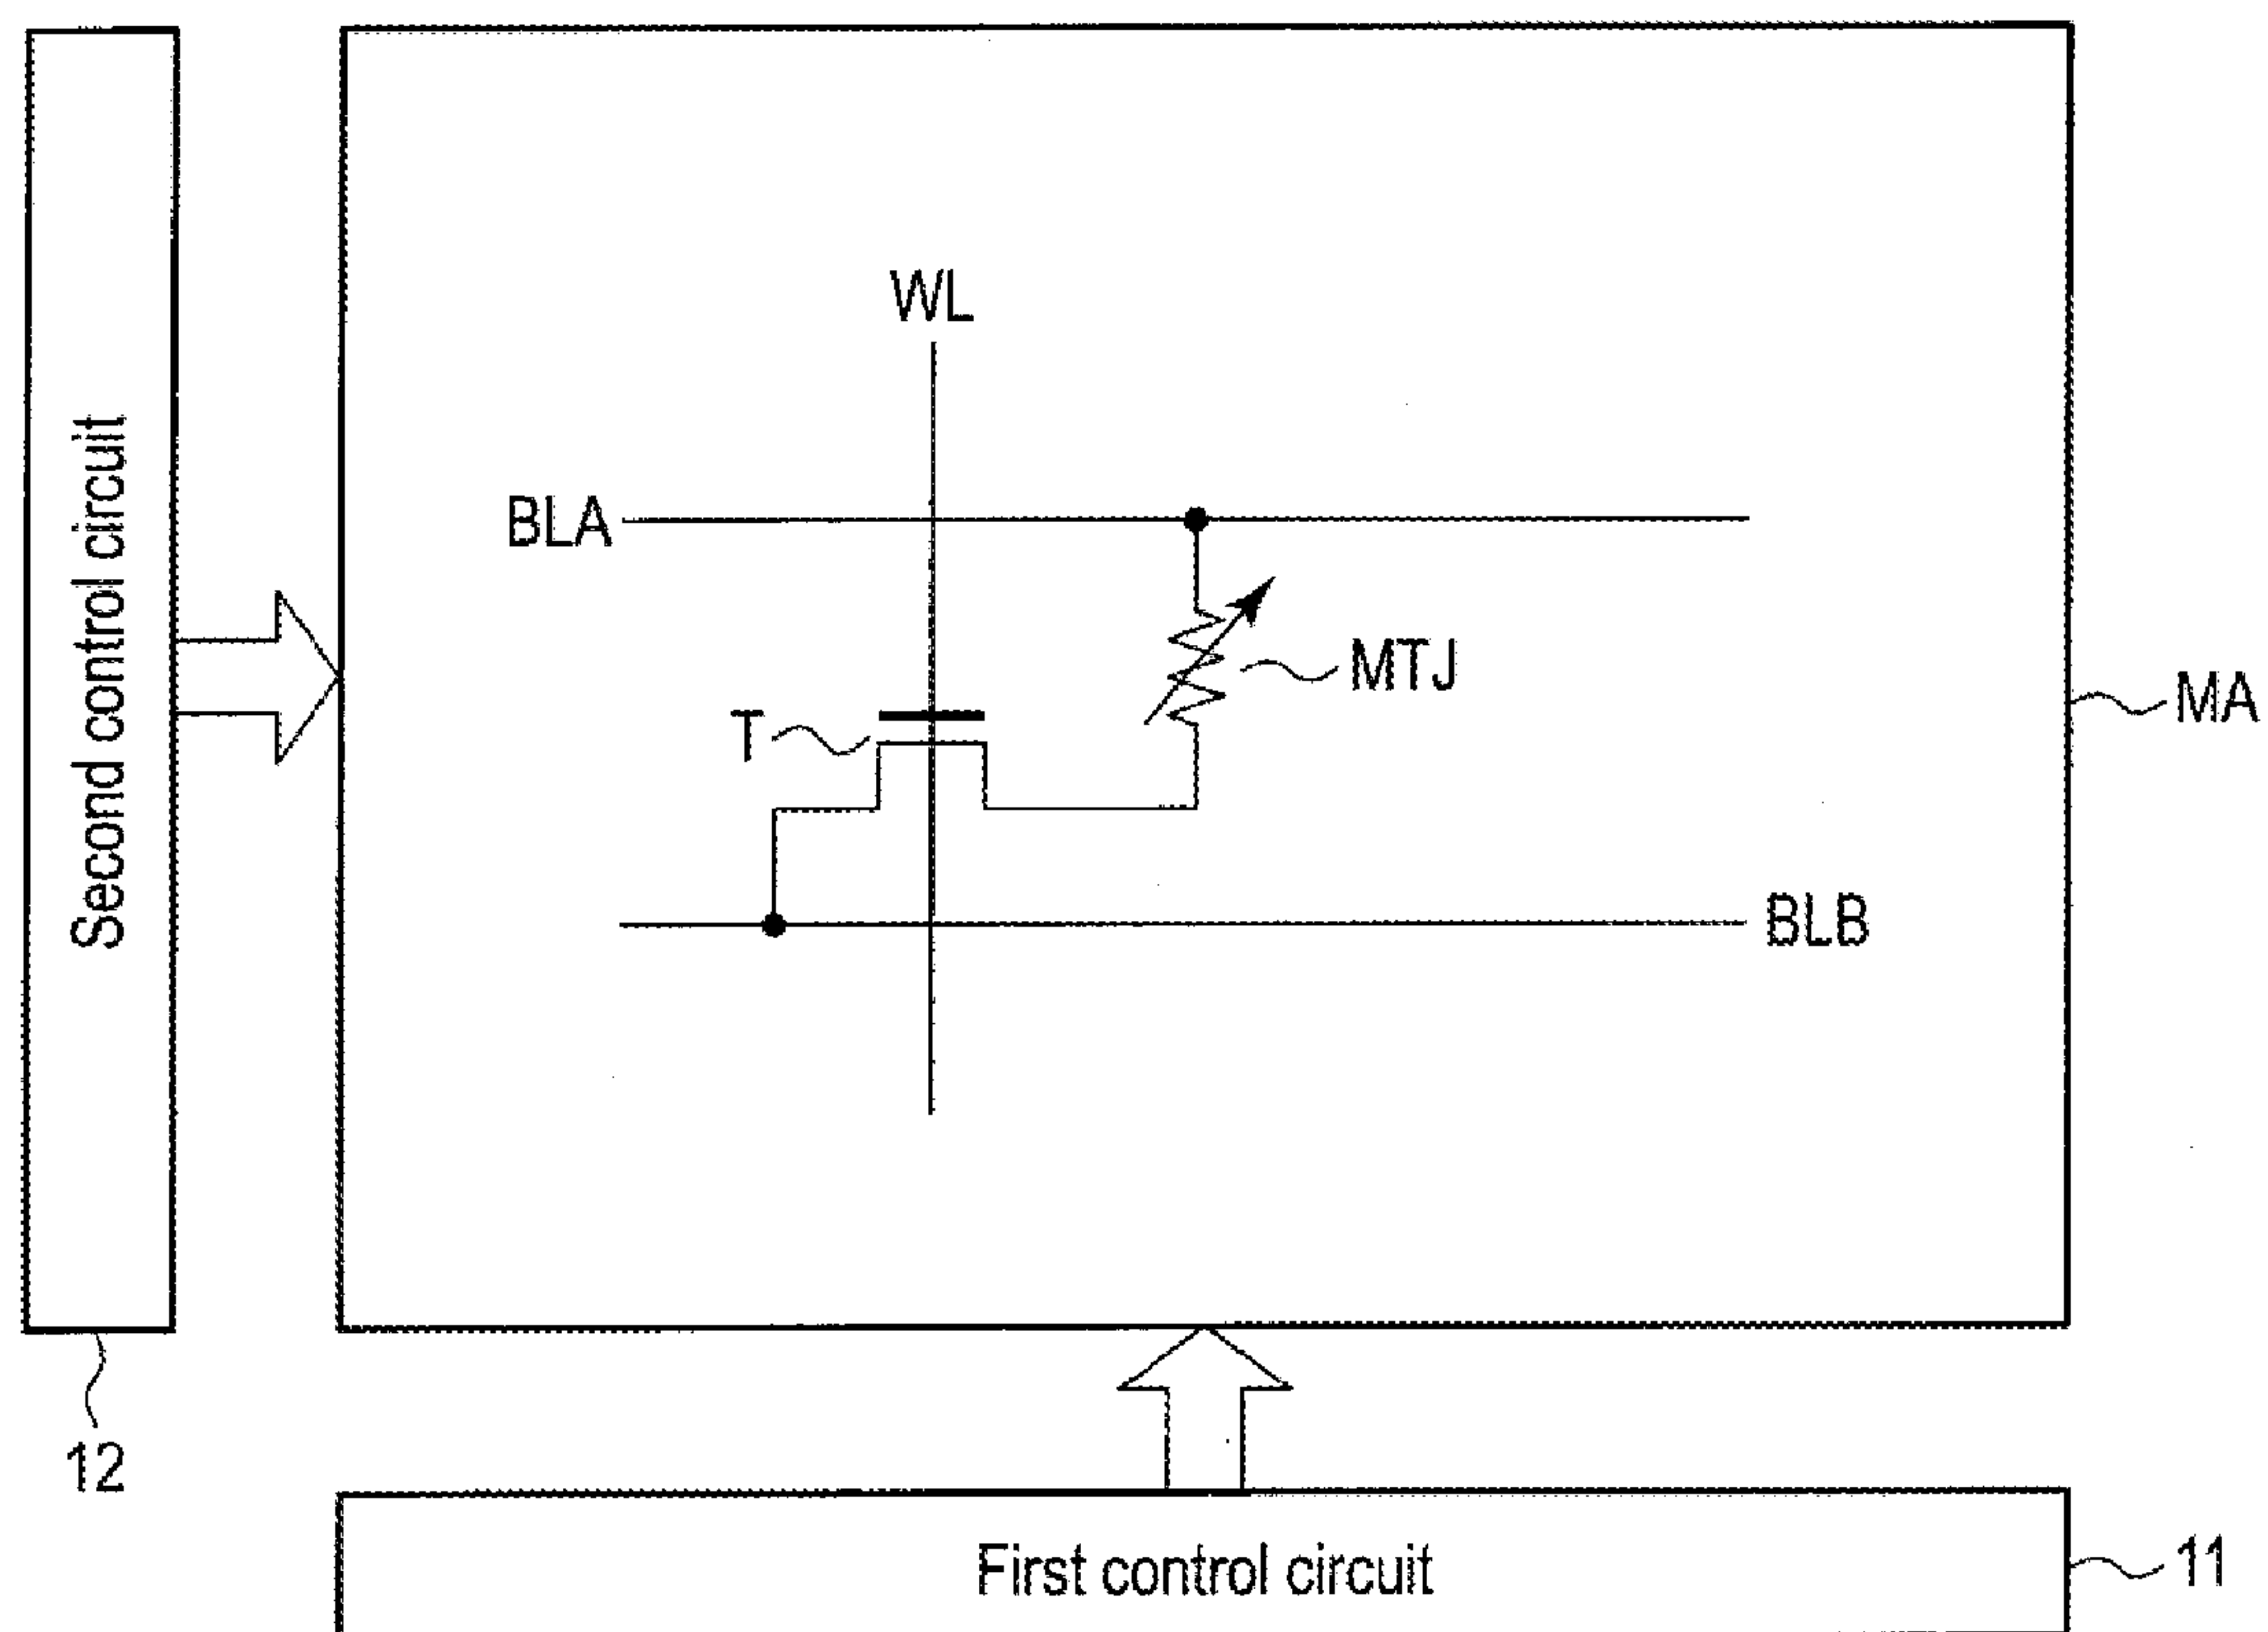 Second control circuit
WL
BLA
MTJ
T
MA
BLB
12
First control circuit
11